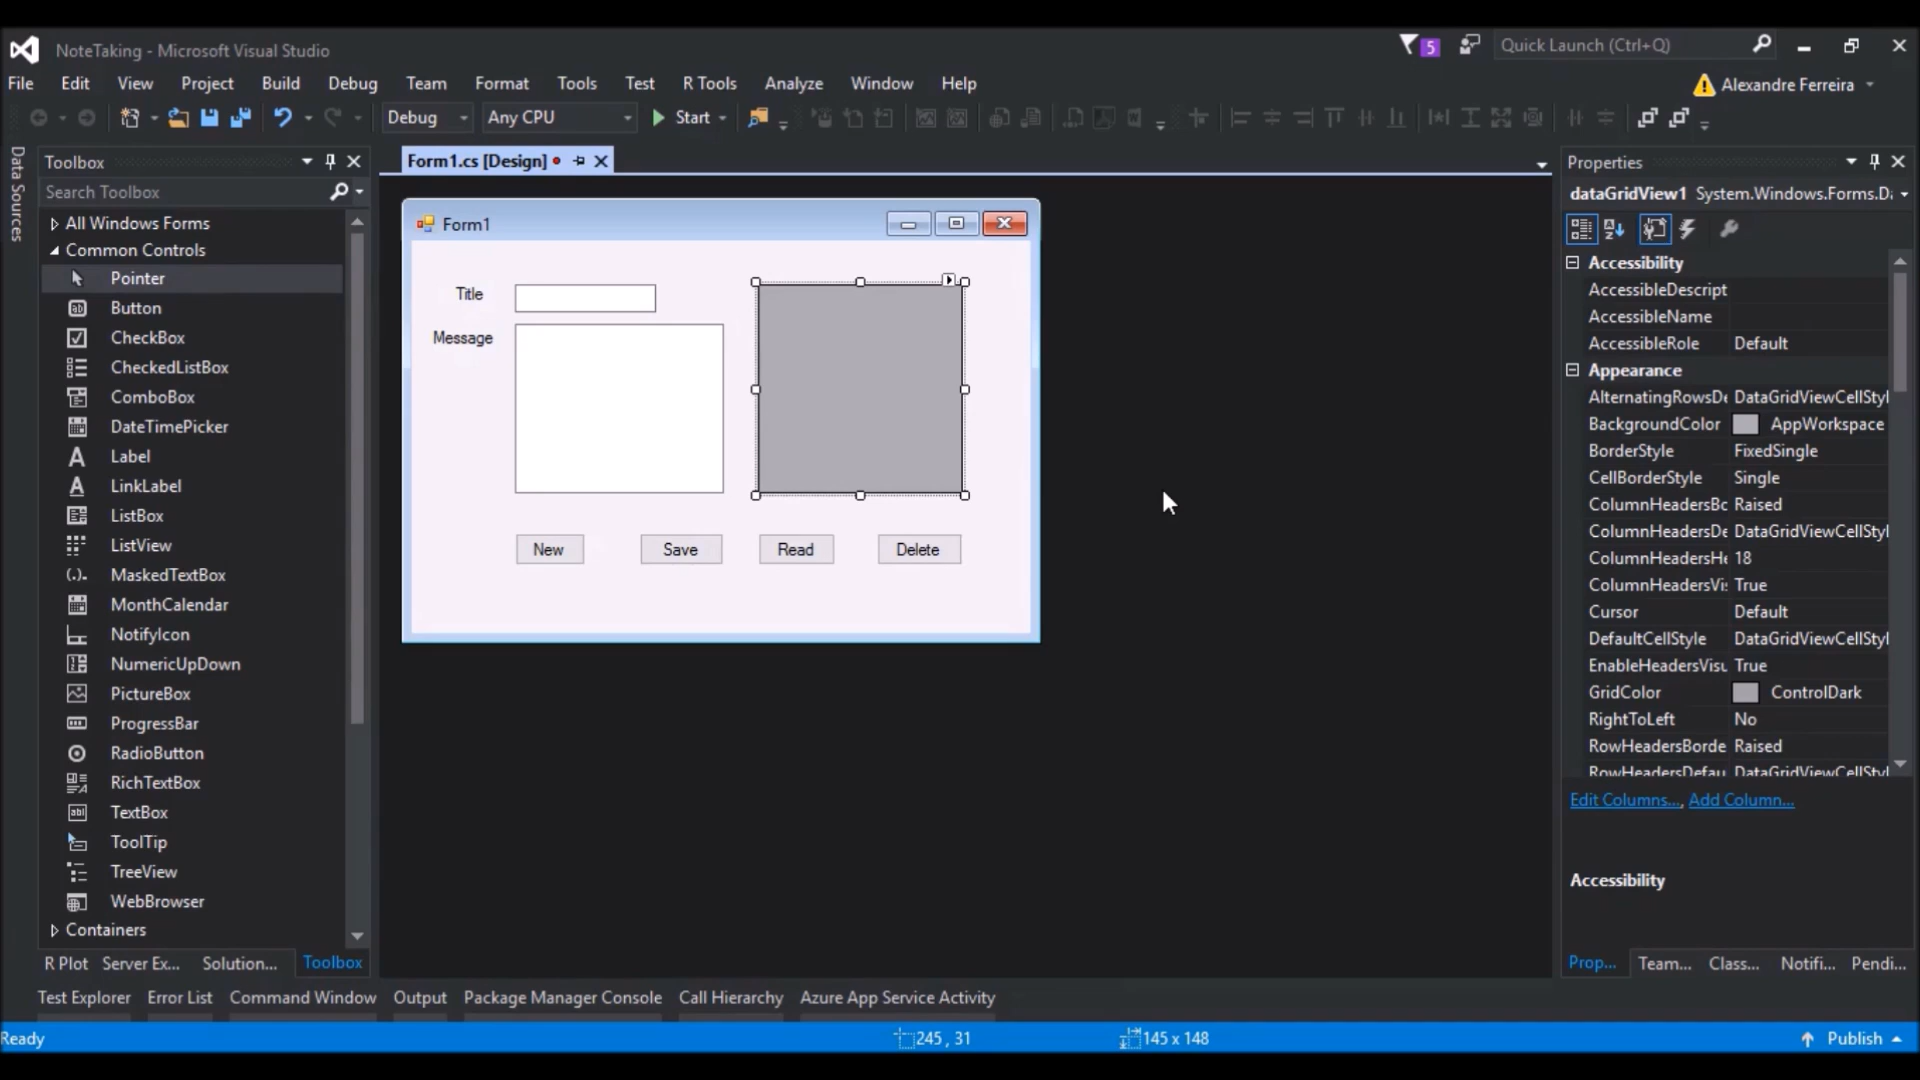 NoteTaking - Microsoft Visual Studio
5
Quick Launch (Ctrl+Q)
File Edit View Project Build Debug Team Format Tools Test R Tools Analyze Window Help
Alexandre Ferreira
Debug
Any CPU
Start
Data Sources
Toolbox
Search Toolbox
All Windows Forms
Common Controls
Pointer
Button
CheckBox
CheckedListBox
ComboBox
DateTimePicker
Label
LinkLabel
ListBox
ListView
MaskedTextBox
MonthCalendar
NotifyIcon
NumericUpDown
PictureBox
ProgressBar
RadioButton
RichTextBox
TextBox
ToolTip
TreeView
WebBrowser
Containers
R Plot Server Ex... Solution... Toolbox
Form1.cs [Design]
Form1
Title
Message
New Save Read Delete
Properties
dataGridView1 System.Windows.Forms.Da
Accessibility
AccessibleDescript
AccessibleName
AccessibleRole Default
Appearance
AlternatingRowsDe DataGridViewCellStyl
BackgroundColor AppWorkspace
BorderStyle FixedSingle
CellBorderStyle Single
ColumnHeadersBo Raised
ColumnHeadersDe DataGridViewCellStyl
ColumnHeadersHe 18
ColumnHeadersVis True
Cursor Default
DefaultCellStyle DataGridViewCellStyl
EnableHeadersVisu True
GridColor ControlDark
RightToLeft No
RowHeadersBorde Raised
RowHeadersDefau DataGridViewCellStyl
Edit Columns..., Add Column...
Accessibility
Prop... Team... Class... Notifi... Pendi...
Test Explorer Error List Command Window Output Package Manager Console Call Hierarchy Azure App Service Activity
Ready
245 , 31
145 x 148
Publish